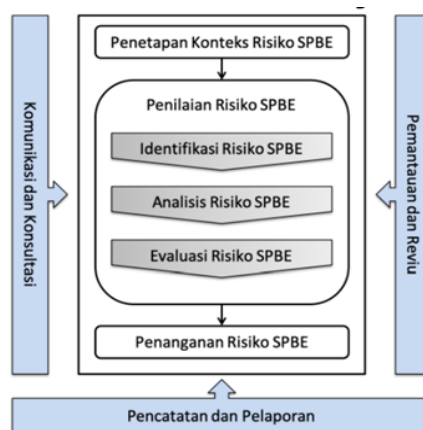 Penetapan Konteks Risiko SPBE
Penilaian Risiko SPBE
Identifikasi Risiko SPBE
Analisis Risiko SPBE
Evaluasi Risiko SPBE
Penanganan Risiko SPBE
Komunikasi dan Konsultasi
Pemantauan dan Reviu
Pencatatan dan Pelaporan